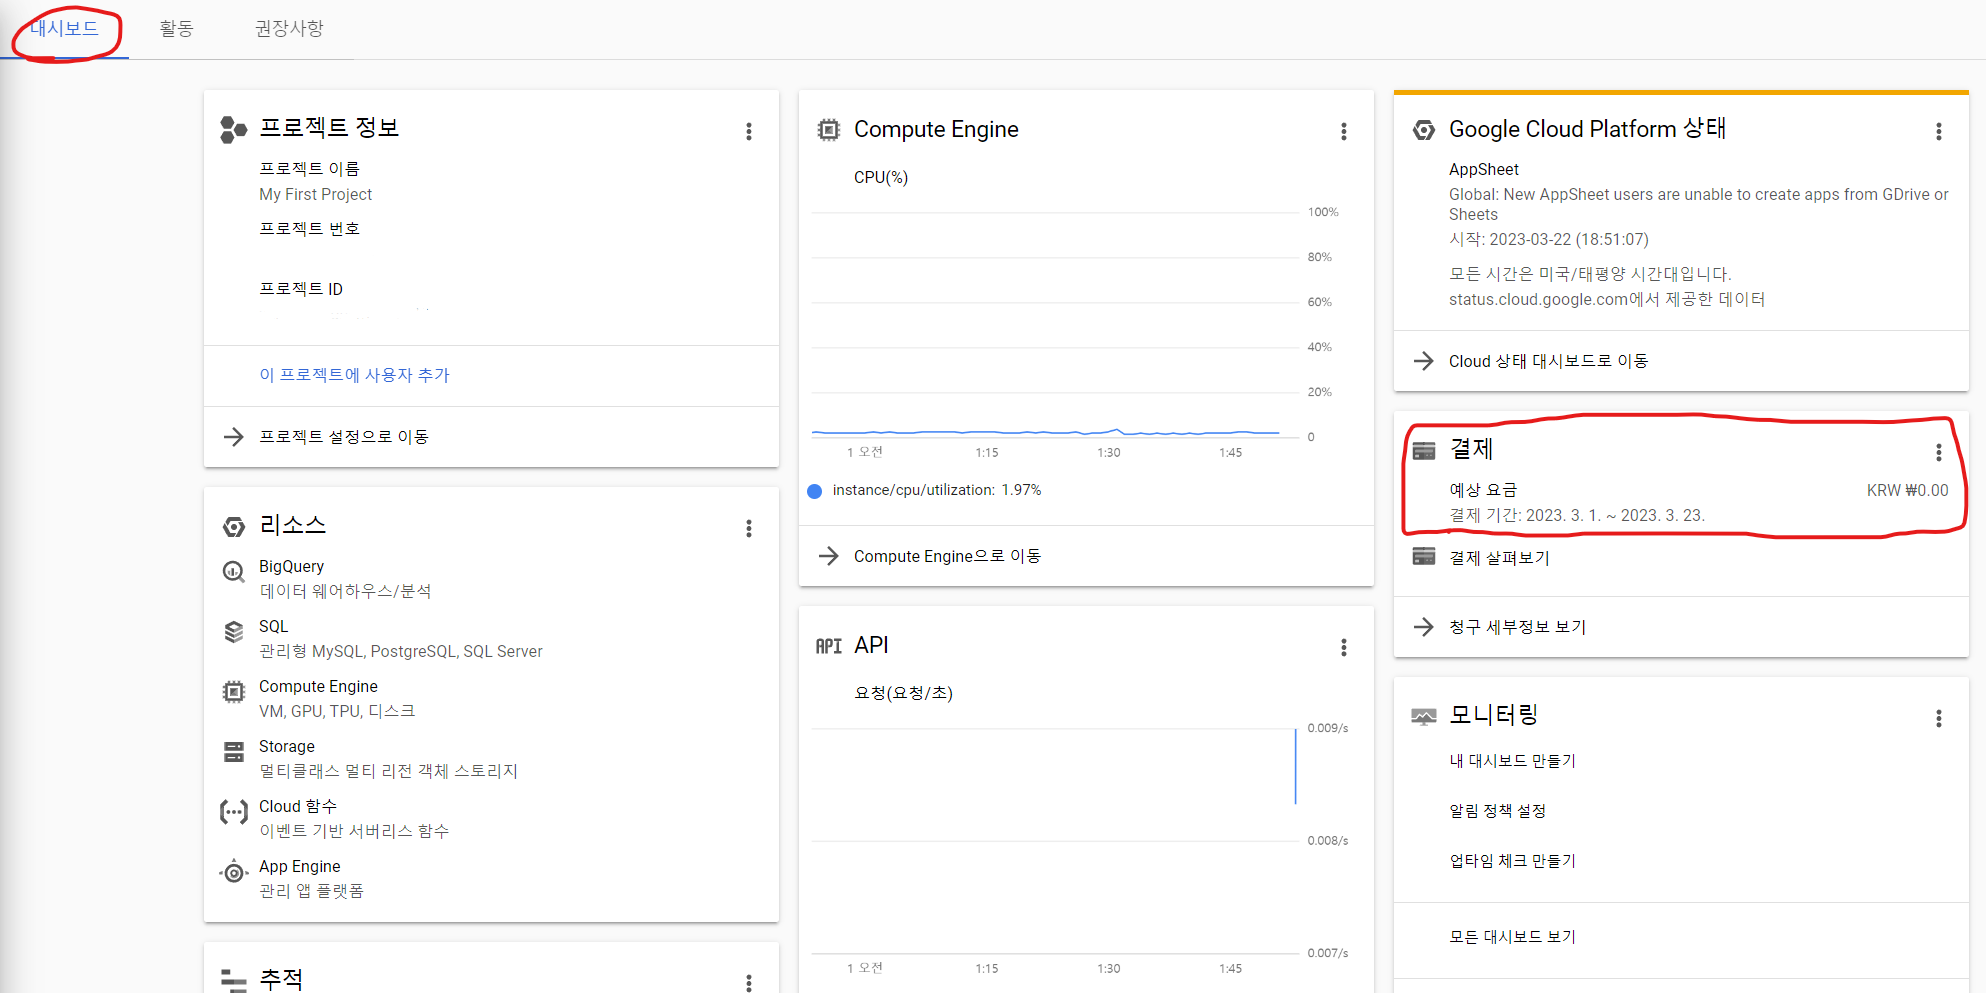 대시보드
활동
권장사항
프로젝트 정보
프로젝트 이름
My First Project
프로젝트 번호
프로젝트 ID
이 프로젝트에 사용자 추가
프로젝트 설정으로 이동
리소스
BigQuery
데이터 웨어하우스/분석
SQL
관리형 MySQL, PostgreSQL, SQL Server
Compute Engine
VM, GPU, TPU, 디스크
Storage
멀티클래스 멀티 리전 객체 스토리지
Cloud 함수
이벤트 기반 서버리스 함수
App Engine
관리 앱 플랫폼
추적
Compute Engine
CPU(%)
100%
80%
60%
40%
20%
0
1 오전
1:15
1:30
1:45
instance/cpu/utilization: 1.97%
Compute Engine으로 이동
API
API
요청(요청/초)
0.009/s
0.008/s
0.007/s
1 오전
1:15
1:30
1:45
Google Cloud Platform 상태
AppSheet
Global: New AppSheet users are unable to create apps from GDrive or
Sheets
시작: 2023-03-22 (18:51:07)
모든 시간은 미국/태평양 시간대입니다.
status.cloud.google.com에서 제공한 데이터
Cloud 상태 대시보드로 이동
결제
예상 요금
KRW ₩0.00
결제 기간: 2023. 3. 1. ~ 2023. 3. 23.
결제 살펴보기
청구 세부정보 보기
모니터링
내 대시보드 만들기
알림 정책 설정
업타임 체크 만들기
모든 대시보드 보기